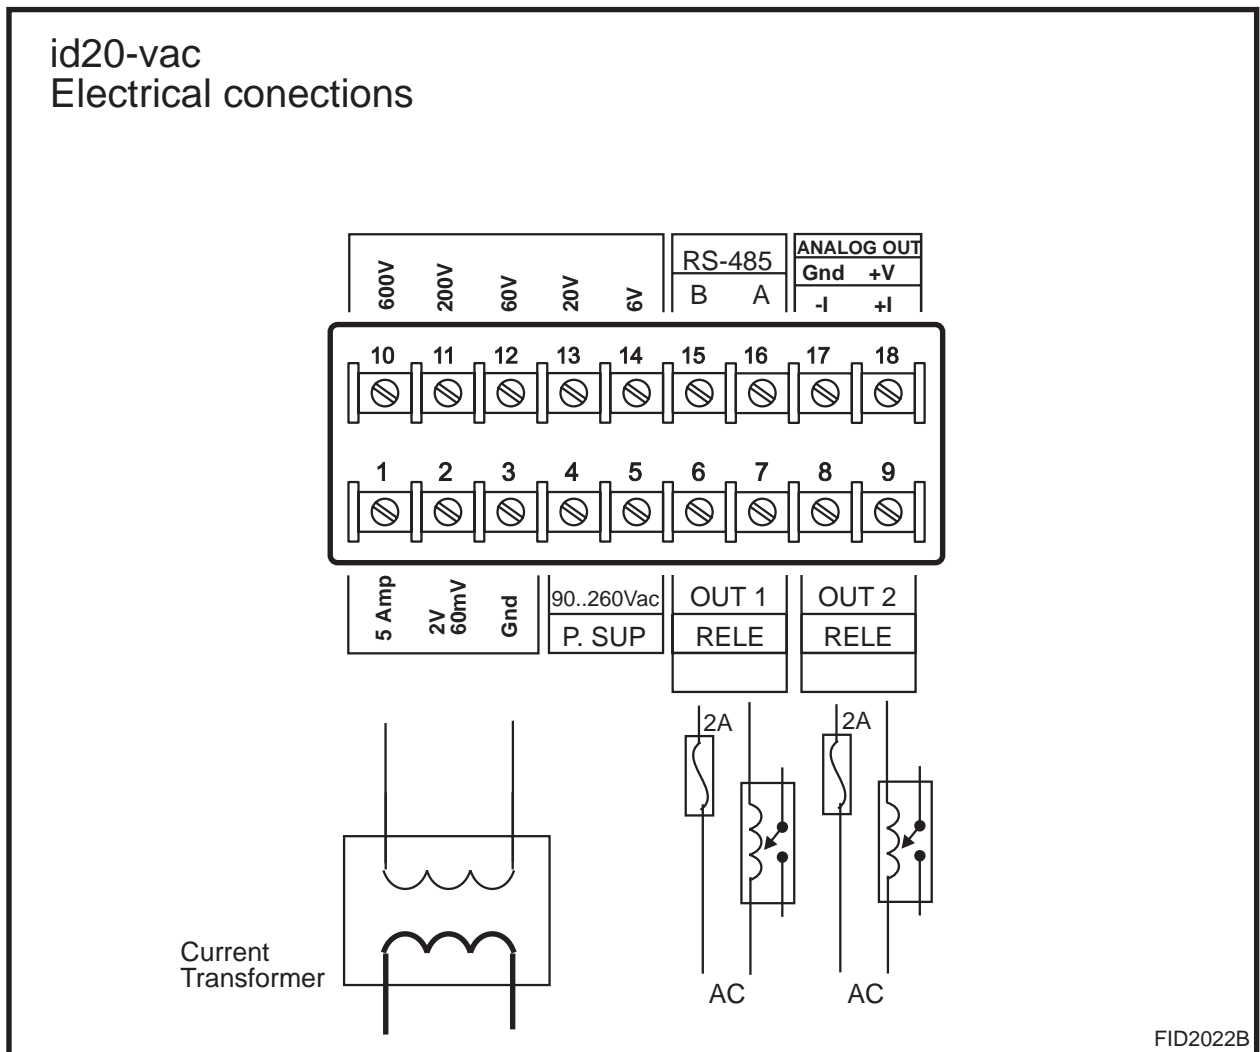 id20-vac
Electrical conections
600V 200V 60V 20V 6V
RS-485
B A
ANALOG OUT
Gnd +V
-I +I
10 11 12 13 14 15 16 17 18
1 2 3 4 5 6 7 8 9
5 Amp
2V
60mV
Gnd
90..260Vac
P. SUP
OUT 1
RELE
OUT 2
RELE
2A
2A
Current
Transformer
AC
AC
FID2022B